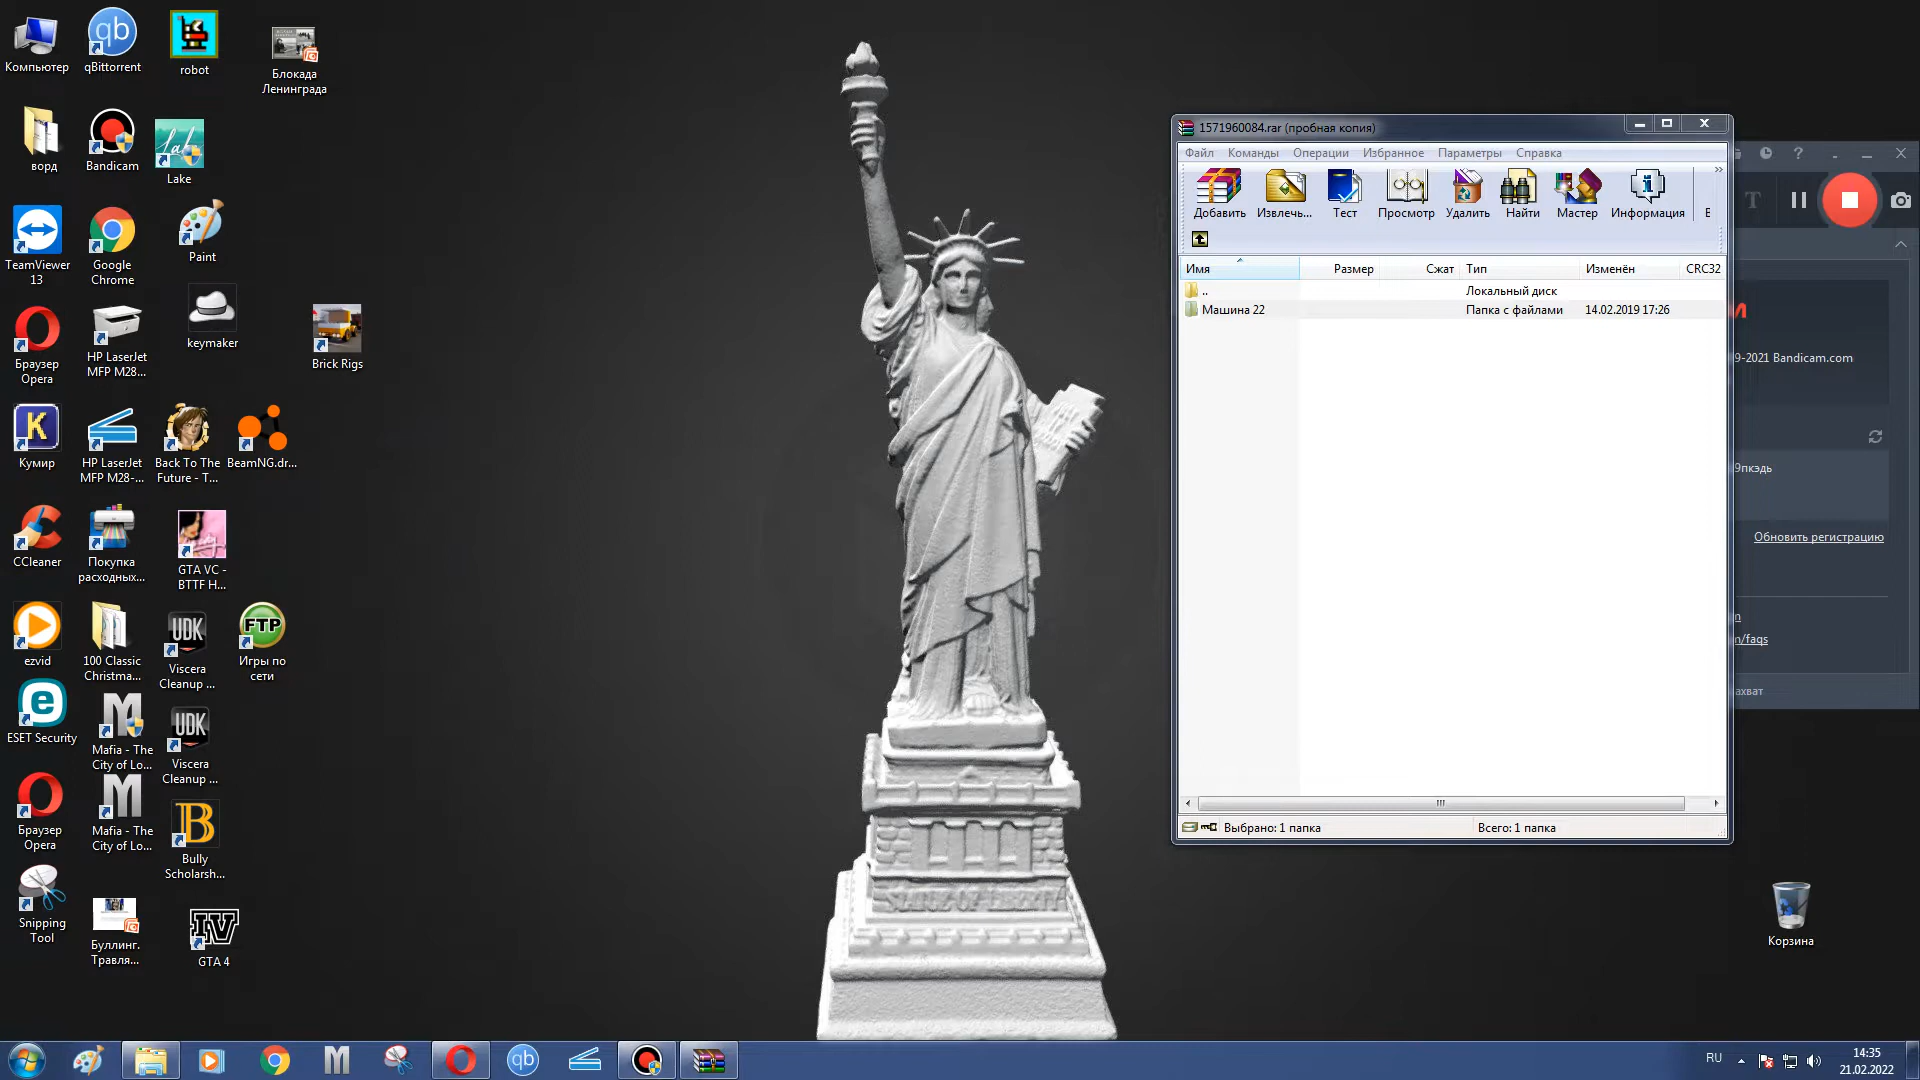 Компьютер
qBittorrent
robot
Блокада
Ленинграда
ворд
Bandicam
Lake
TeamViewer
13
Google
Chrome
Paint
Браузер
Opera
HP LaserJet
MFP M28...
keymaker
Brick Rigs
Кумир
HP LaserJet
MFP M28-...
Back To The
Future - T...
BeamNG.dr...
CCleaner
Покупка
расходных...
GTA VC -
BTTF H...
ezvid
100 Classic
Christma...
Viscera
Cleanup ...
FTP
Игры по
сети
ESET Security
Mafia - The
City of Lo...
Viscera
Cleanup ...
Браузер
Opera
Mafia - The
City of Lo...
Bully
Scholarsh...
Snipping
Tool
Буллинг.
Травля...
GTA 4
1571960084.rar (пробная копия)
Файл Команды Операции Избранное Параметры Справка
Добавить Извлечь... Тест Просмотр Удалить Найти Мастер Информация В
Имя Размер Сжат Тип Изменён CRC32
.. Локальный диск
Машина 22 Папка с файлами 14.02.2019 17:26
Выбрано: 1 папка Всего: 1 папка
9-2021 Bandicam.com
9пкэдь
Обновить регистрацию
n
n/faqs
ахват
Корзина
RU
14:35
21.02.2022